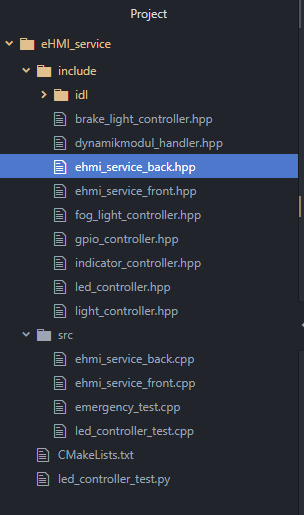 Project
eHMI_service
include
idl
brake_light_controller.hpp
dynamikmodul_handler.hpp
ehmi_service_back.hpp
ehmi_service_front.hpp
fog_light_controller.hpp
gpio_controller.hpp
indicator_controller.hpp
led_controller.hpp
light_controller.hpp
src
ehmi_service_back.cpp
ehmi_service_front.cpp
emergency_test.cpp
led_controller_test.cpp
CMakeLists.txt
led_controller_test.py